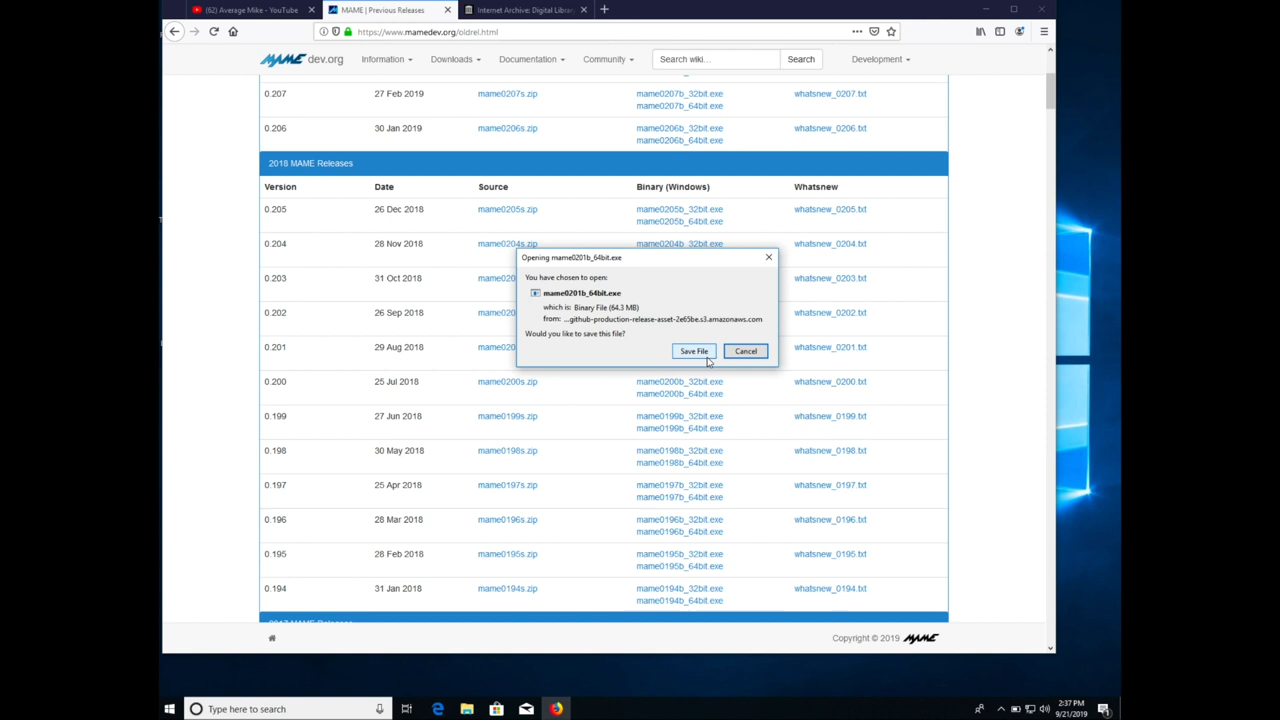 (62) Average Mike - YouTube
MAME | Previous Releases
Internet Archive: Digital Librar
https://www.mamedev.org/oldrel.html
MAME dev.org
Information
Downloads
Documentation
Community
Search wiki...
Search
Development
0.207 27 Feb 2019 mame0207s.zip mame0207b_32bit.exe whatsnew_0207.txt
mame0207b_64bit.exe
0.206 30 Jan 2019 mame0206s.zip mame0206b_32bit.exe whatsnew_0206.txt
mame0206b_64bit.exe
2018 MAME Releases
Version Date Source Binary (Windows) Whatsnew
0.205 26 Dec 2018 mame0205s.zip mame0205b_32bit.exe whatsnew_0205.txt
mame0205b_64bit.exe
0.204 28 Nov 2018 mame0204s.zip mame0204b_32bit.exe whatsnew_0204.txt
0.203 31 Oct 2018 mame020 whatsnew_0203.txt
0.202 26 Sep 2018 mame020 whatsnew_0202.txt
0.201 29 Aug 2018 mame020 whatsnew_0201.txt
Opening mame0201b_64bit.exe
You have chosen to open:
mame0201b_64bit.exe
which is: Binary File (64.3 MB)
from: ...github-production-release-asset-2e65be.s3.amazonaws.com
Would you like to save this file?
Save File
Cancel
0.200 25 Jul 2018 mame0200s.zip mame0200b_32bit.exe whatsnew_0200.txt
mame0200b_64bit.exe
0.199 27 Jun 2018 mame0199s.zip mame0199b_32bit.exe whatsnew_0199.txt
mame0199b_64bit.exe
0.198 30 May 2018 mame0198s.zip mame0198b_32bit.exe whatsnew_0198.txt
mame0198b_64bit.exe
0.197 25 Apr 2018 mame0197s.zip mame0197b_32bit.exe whatsnew_0197.txt
mame0197b_64bit.exe
0.196 28 Mar 2018 mame0196s.zip mame0196b_32bit.exe whatsnew_0196.txt
mame0196b_64bit.exe
0.195 28 Feb 2018 mame0195s.zip mame0195b_32bit.exe whatsnew_0195.txt
mame0195b_64bit.exe
0.194 31 Jan 2018 mame0194s.zip mame0194b_32bit.exe whatsnew_0194.txt
mame0194b_64bit.exe
2017 MAME Releases
Copyright © 2019 MAME
Type here to search
2:37 PM
9/21/2019